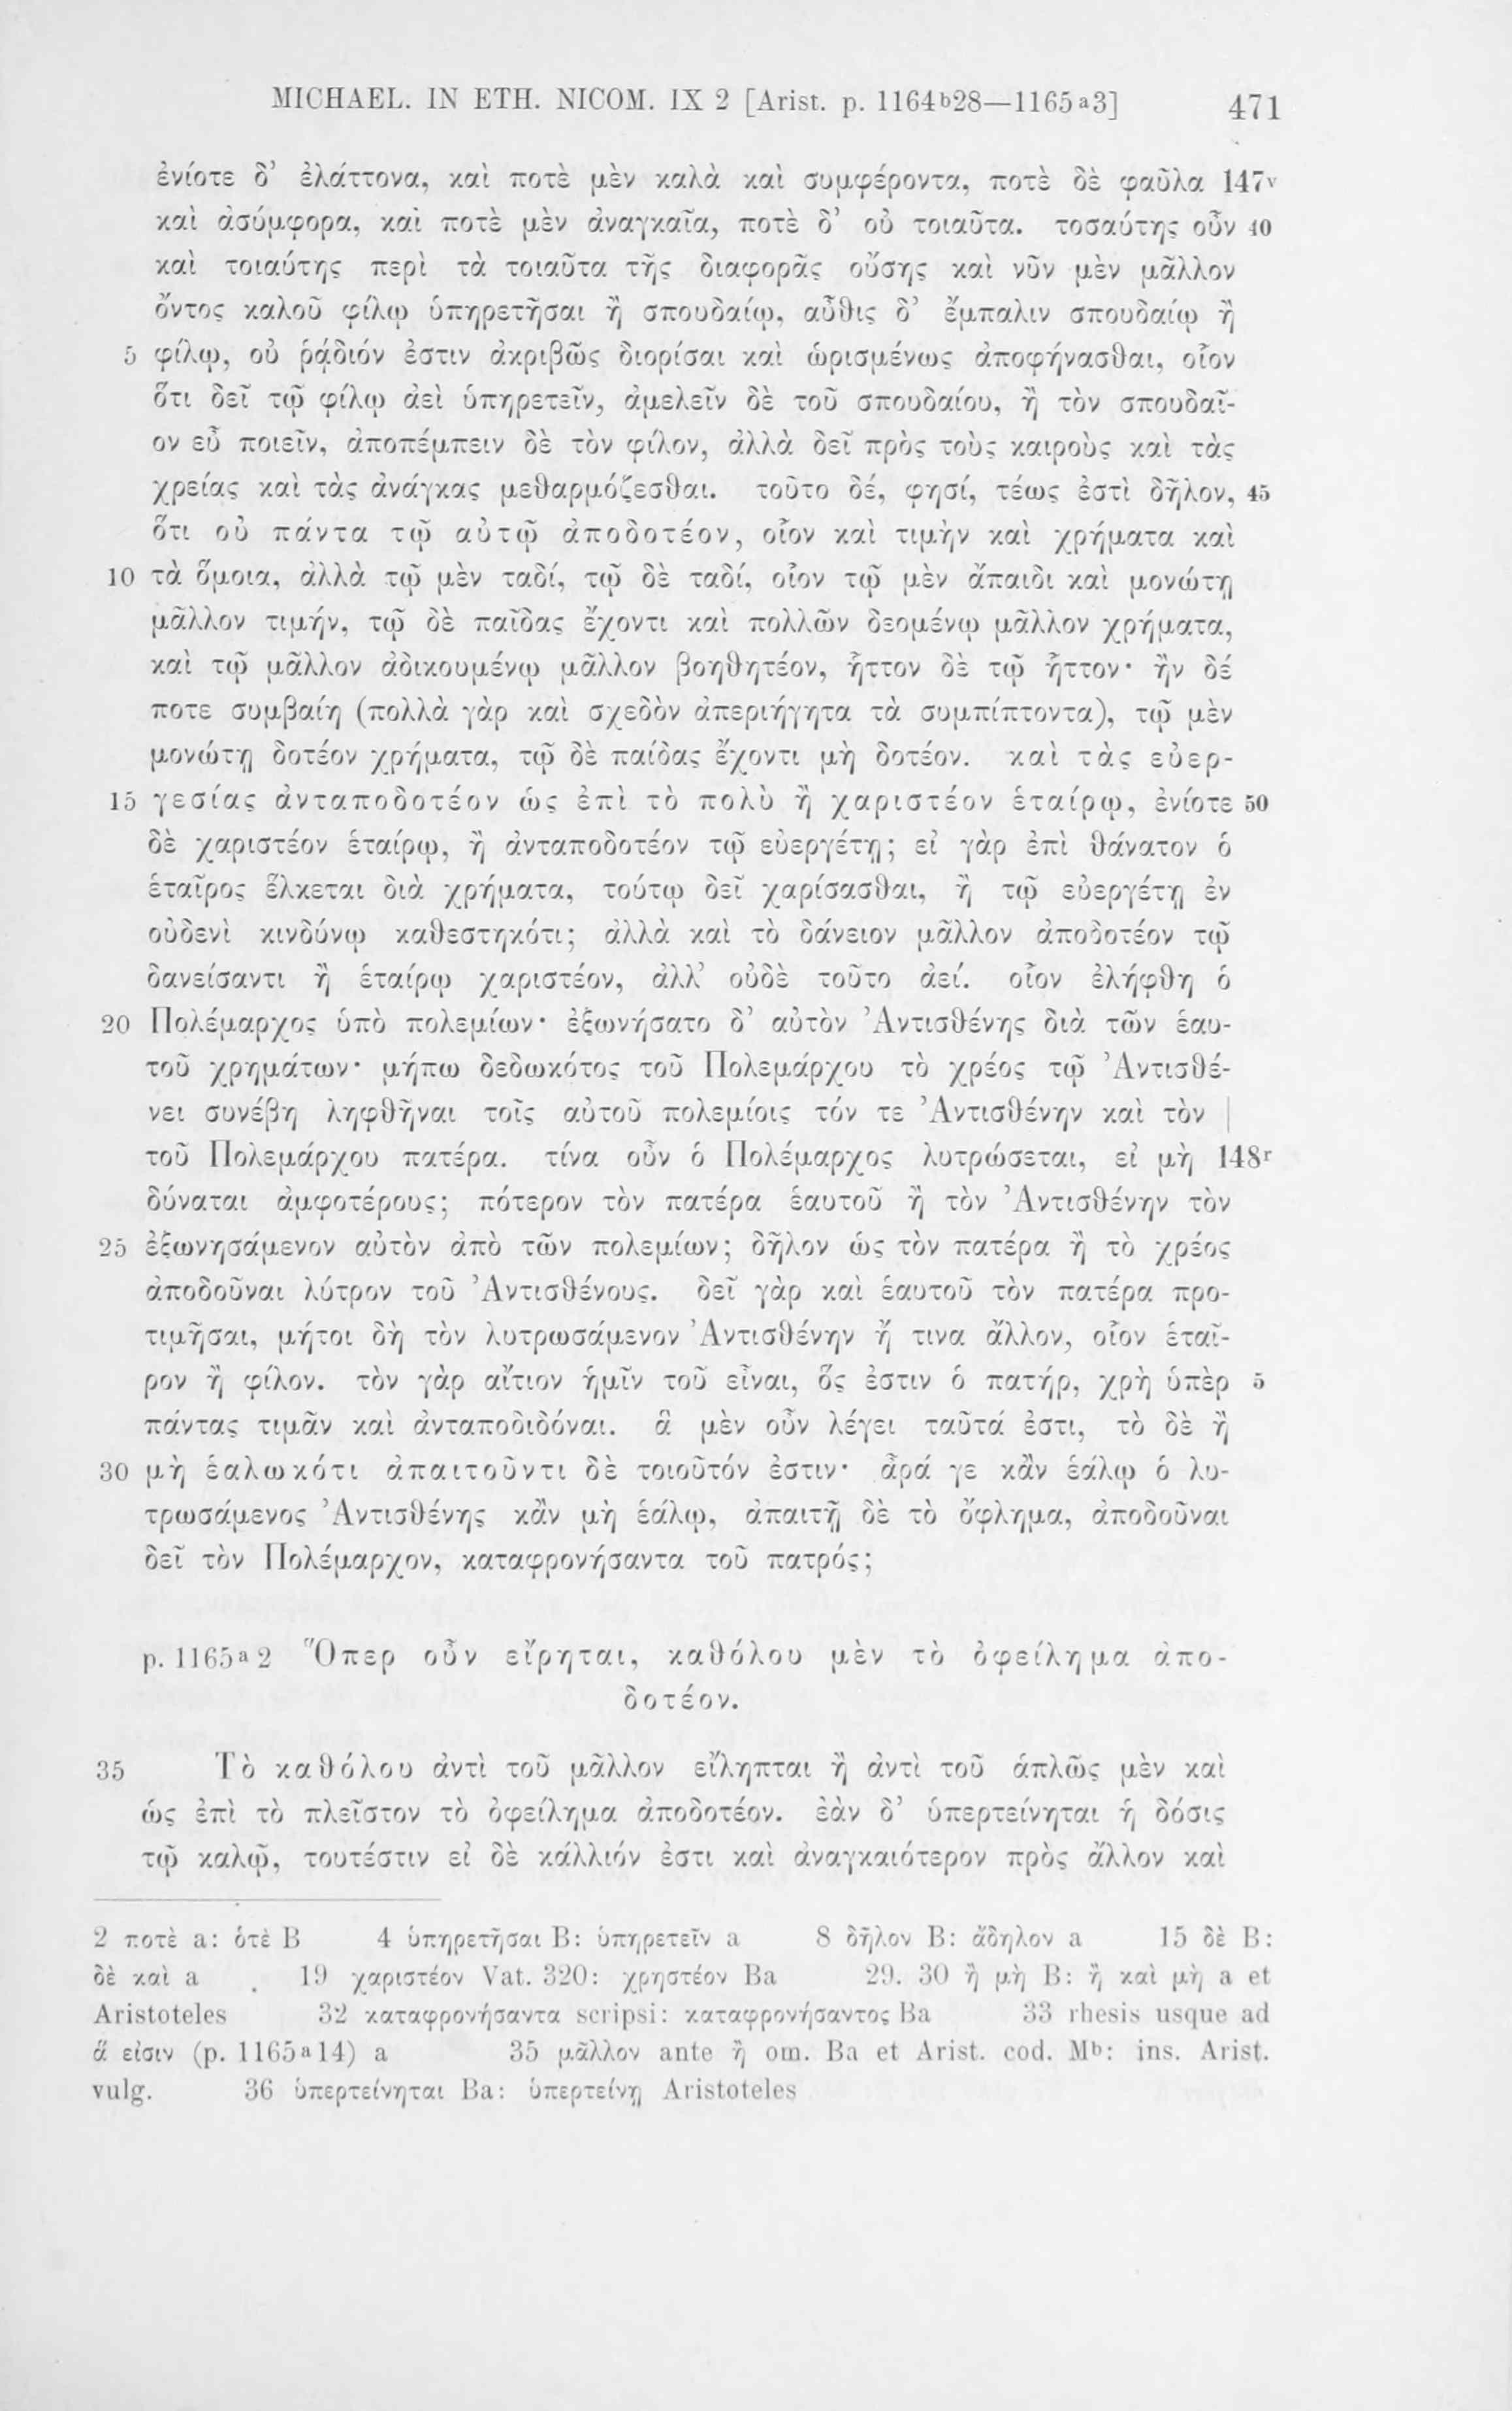 MICHAEL. IN ETH. NICOM. IX 2 [Arist. p. 1164b28—1165a3] 471
ἐνίοτε δ’ ἐλάττονα, καὶ ποτὲ μὲν καλὰ καὶ συμφέροντα, ποτὲ δὲ φαῦλα 147v
καὶ ἀσύμφορα, καὶ ποτὲ μὲν ἀναγκαῖα, ποτὲ δ’ οὐ τοιαῦτα. τοσαύτης οὖν 40
καὶ τοιαύτης περὶ τὰ τοιαῦτα τῆς διαφορᾶς οὔσης καὶ νῦν μὲν μᾶλλον
ὄντος καλοῦ φίλῳ ὑπηρετῆσαι ἢ σπουδαίῳ, αὖθις δ’ ἔμπαλιν σπουδαίῳ ἢ
5 φίλῳ, οὐ ῥᾴδιόν ἐστιν ἀκριβῶς διορίσαι καὶ ὡρισμένως ἀποφήνασθαι, οἷον
ὅτι δεῖ τῷ φίλῳ ἀεὶ ὑπηρετεῖν, ἀμελεῖν δὲ τοῦ σπουδαίου, ἢ τὸν σπουδαῖ-
ον εὖ ποιεῖν, ἀποπέμπειν δὲ τὸν φίλον, ἀλλὰ δεῖ πρὸς τοὺς καιροὺς καὶ τὰς
χρείας καὶ τὰς ἀνάγκας μεθαρμόζεσθαι. τοῦτο δέ, φησί, τέως ἐστὶ δῆλον, 45
ὅτι οὐ πάντα τῷ αὐτῷ ἀποδοτέον, οἷον καὶ τιμὴν καὶ χρήματα καὶ
10 τὰ ὅμοια, ἀλλὰ τῷ μὲν ταδί, τῷ δὲ ταδί, οἷον τῷ μὲν ἄπαιδι καὶ μονώτῃ
μᾶλλον τιμήν, τῷ δὲ παῖδας ἔχοντι καὶ πολλῶν δεομένῳ μᾶλλον χρήματα,
καὶ τῷ μᾶλλον ἀδικουμένῳ μᾶλλον βοηθητέον, ἧττον δὲ τῷ ἧττον· ἢν δέ
ποτε συμβαίη (πολλὰ γὰρ καὶ σχεδὸν ἀπεριήγητα τὰ συμπίπτοντα), τῷ μὲν
μονώτῃ δοτέον χρήματα, τῷ δὲ παίδας ἔχοντι μὴ δοτέον. καὶ τὰς εὐερ-
15 γεσίας ἀνταποδοτέον ὡς ἐπὶ τὸ πολὺ ἢ χαριστέον ἑταίρῳ, ἐνίοτε 50
δὲ χαριστέον ἑταίρῳ, ἢ ἀνταποδοτέον τῷ εὐεργέτῃ; εἰ γὰρ ἐπὶ θάνατον ὁ
ἑταῖρος ἕλκεται διὰ χρήματα, τούτῳ δεῖ χαρίσασθαι, ἢ τῷ εὐεργέτῃ ἐν
οὐδενὶ κινδύνῳ καθεστηκότι; ἀλλὰ καὶ τὸ δάνειον μᾶλλον ἀποδοτέον τῷ
δανείσαντι ἢ ἑταίρῳ χαριστέον, ἀλλ’ οὐδὲ τοῦτο ἀεί. οἷον ἐλήφθη ὁ
20 Πολέμαρχος ὑπὸ πολεμίων· ἐξωνήσατο δ’ αὐτὸν Ἀντισθένης διὰ τῶν ἑαυ-
τοῦ χρημάτων· μήπω δεδωκότος τοῦ Πολεμάρχου τὸ χρέος τῷ Ἀντισθέ-
νει συνέβη ληφθῆναι τοῖς αὐτοῦ πολεμίοις τόν τε Ἀντισθένην καὶ τὸν |
τοῦ Πολεμάρχου πατέρα. τίνα οὖν ὁ Πολέμαρχος λυτρώσεται, εἰ μὴ 148r
δύναται ἀμφοτέρους; πότερον τὸν πατέρα ἑαυτοῦ ἢ τὸν Ἀντισθένην τὸν
25 ἐξωνησάμενον αὐτὸν ἀπὸ τῶν πολεμίων; δῆλον ὡς τὸν πατέρα ἢ τὸ χρέος
ἀποδοῦναι λύτρον τοῦ Ἀντισθένους. δεῖ γὰρ καὶ ἑαυτοῦ τὸν πατέρα προ-
τιμῆσαι, μήτοι δὴ τὸν λυτρωσάμενον Ἀντισθένην ἤ τινα ἄλλον, οἷον ἑταῖ-
ρον ἢ φίλον. τὸν γὰρ αἴτιον ἡμῖν τοῦ εἶναι, ὅς ἐστιν ὁ πατήρ, χρὴ ὑπὲρ 5
πάντας τιμᾶν καὶ ἀνταποδιδόναι. ἃ μὲν οὖν λέγει ταῦτά ἐστι, τὸ δὲ ἢ
30 μὴ ἑαλωκότι ἀπαιτοῦντι δὲ τοιοῦτόν ἐστιν· ἆρά γε κἂν ἑάλῳ ὁ λυ-
τρωσάμενος Ἀντισθένης κἂν μὴ ἑάλῳ, ἀπαιτῇ δὲ τὸ ὄφλημα, ἀποδοῦναι
δεῖ τὸν Πολέμαρχον, καταφρονήσαντα τοῦ πατρός;
p. 1165a2 Ὅπερ οὖν εἴρηται, καθόλου μὲν τὸ ὀφείλημα ἀπο-
δοτέον.
35 Τὸ καθόλου ἀντὶ τοῦ μᾶλλον εἴληπται ἢ ἀντὶ τοῦ ἁπλῶς μὲν καὶ
ὡς ἐπὶ τὸ πλεῖστον τὸ ὀφείλημα ἀποδοτέον. ἐὰν δ’ ὑπερτείνηται ἡ δόσις
τῷ καλῷ, τουτέστιν εἰ δὲ κάλλιόν ἐστι καὶ ἀναγκαιότερον πρὸς ἄλλον καὶ
2 ποτὲ a: ὁτὲ B 4 ὑπηρετῆσαι B: ὑπηρετεῖν a 8 δῆλον B: ἄδηλον a 15 δὲ B:
δὲ καὶ a 19 χαριστέον Vat. 320: χρηστέον Ba 29. 30 ἢ μὴ B: ἢ καὶ μὴ a et
Aristoteles 32 καταφρονήσαντα scripsi: καταφρονήσαντος Ba 33 rhesis usque ad
ἅ εἰσιν (p. 1165a14) a 35 μᾶλλον ante ἢ om. Ba et Arist. cod. Mb: ins. Arist.
vulg. 36 ὑπερτείνηται Ba: ὑπερτείνῃ Aristoteles